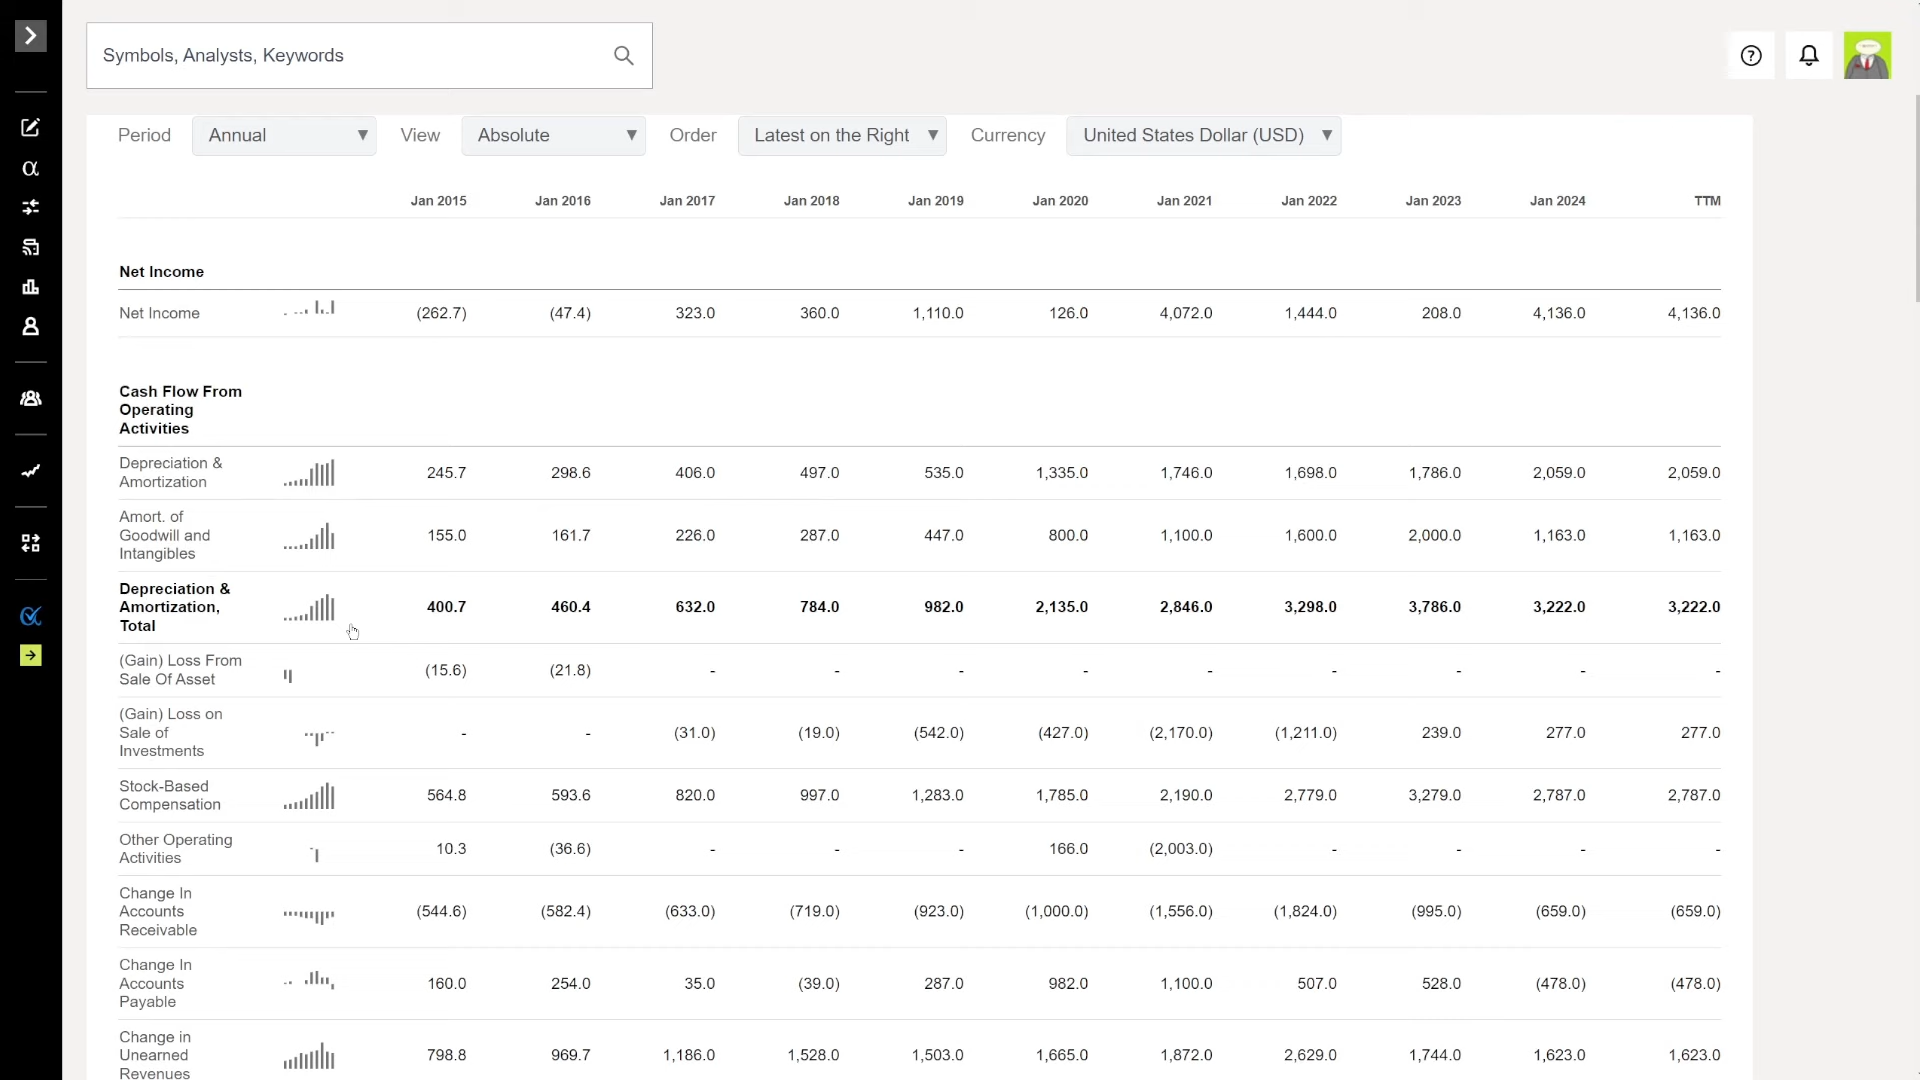 Symbols, Analysts, Keywords
Period Annual ▼ View Absolute ▼ Order Latest on the Right ▼ Currency United States Dollar (USD) ▼
Jan 2015 Jan 2016 Jan 2017 Jan 2018 Jan 2019 Jan 2020 Jan 2021 Jan 2022 Jan 2023 Jan 2024 TTM
Net Income
Net Income (262.7) (47.4) 323.0 360.0 1,110.0 126.0 4,072.0 1,444.0 208.0 4,136.0 4,136.0
Cash Flow From
Operating
Activities
Depreciation &
Amortization 245.7 298.6 406.0 497.0 535.0 1,335.0 1,746.0 1,698.0 1,786.0 2,059.0 2,059.0
Amort. of
Goodwill and 155.0 161.7 226.0 287.0 447.0 800.0 1,100.0 1,600.0 2,000.0 1,163.0 1,163.0
Intangibles
Depreciation &
Amortization, 400.7 460.4 632.0 784.0 982.0 2,135.0 2,846.0 3,298.0 3,786.0 3,222.0 3,222.0
Total
(Gain) Loss From
Sale Of Asset (15.6) (21.8) - - - - - - - - -
(Gain) Loss on
Sale of - - (31.0) (19.0) (542.0) (427.0) (2,170.0) (1,211.0) 239.0 277.0 277.0
Investments
Stock-Based
Compensation 564.8 593.6 820.0 997.0 1,283.0 1,785.0 2,190.0 2,779.0 3,279.0 2,787.0 2,787.0
Other Operating
Activities 10.3 (36.6) - - - 166.0 (2,003.0) - - - -
Change In
Accounts (544.6) (582.4) (633.0) (719.0) (923.0) (1,000.0) (1,556.0) (1,824.0) (995.0) (659.0) (659.0)
Receivable
Change In
Accounts 160.0 254.0 35.0 (39.0) 287.0 982.0 1,100.0 507.0 528.0 (478.0) (478.0)
Payable
Change in
Unearned 798.8 969.7 1,186.0 1,528.0 1,503.0 1,665.0 1,872.0 2,629.0 1,744.0 1,623.0 1,623.0
Revenues